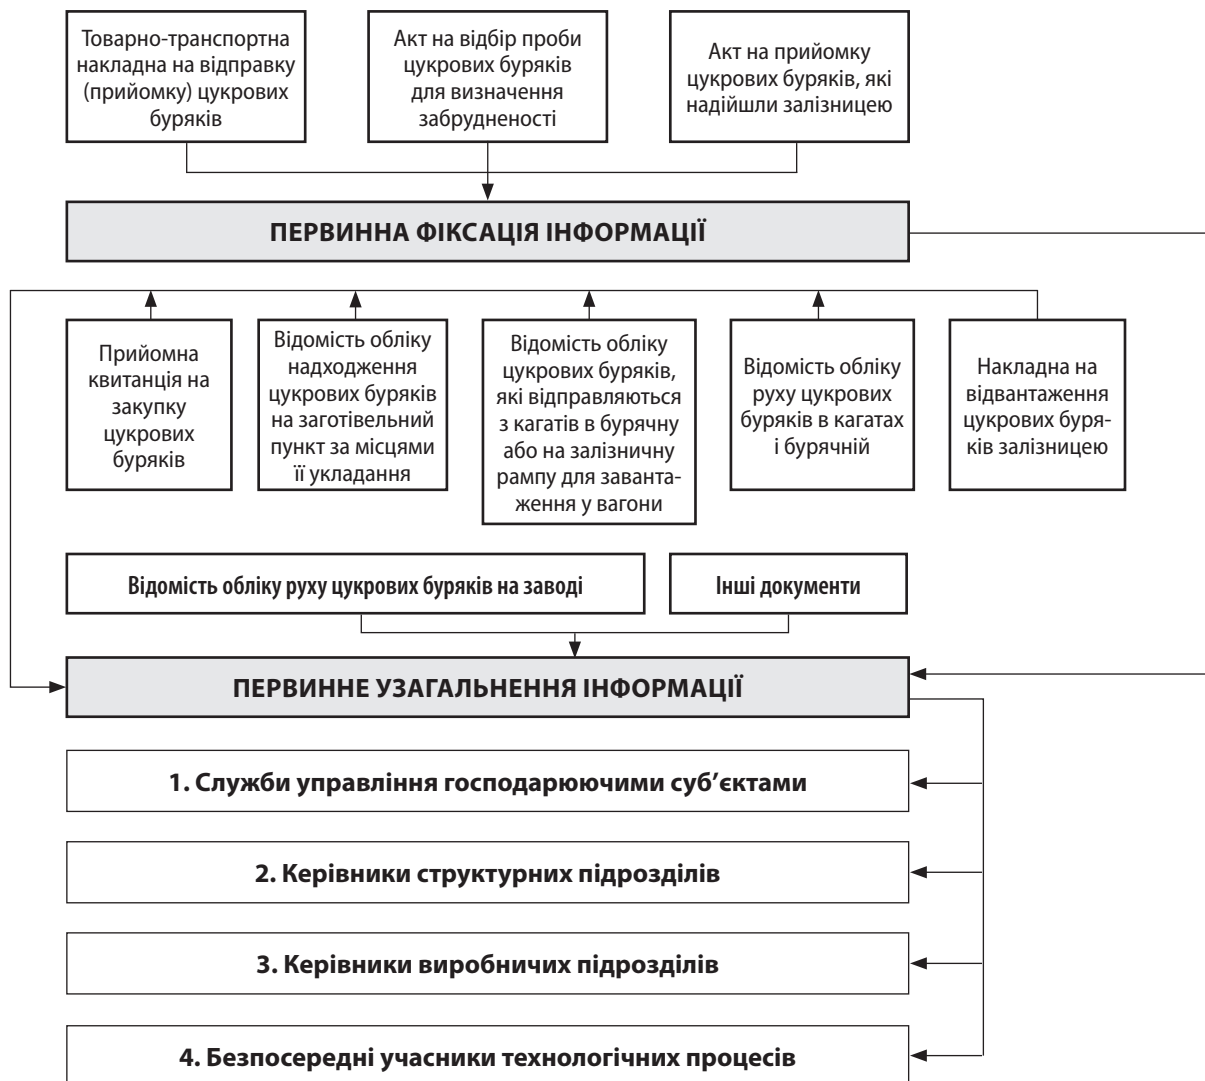 Товарно-транспортна
накладна на відправку
(прийомку) цукрових
буряків
Акт на відбір проби
цукрових буряків
для визначення
забрудненості
Акт на прийомку
цукрових буряків, які
надійшли залізницею
ПЕРВИННА ФІКСАЦІЯ ІНФОРМАЦІЇ
Прийомна
квитанція на
закупку
цукрових
буряків
Відомість обліку
надходження
цукрових буряків
на заготівельний
пункт за місцями
її укладання
Відомість обліку
цукрових буряків,
які відправляються
з кагатів в бурячну
або на залізничну
рампу для заванта-
ження у вагони
Відомість обліку
руху цукрових
буряків в кагатах
і бурячній
Накладна на
відвантаження
цукрових буря-
ків залізницею
Відомість обліку руху цукрових буряків на заводі
Інші документи
ПЕРВИННЕ УЗАГАЛЬНЕННЯ ІНФОРМАЦІЇ
1. Служби управління господарюючими суб’єктами
2. Керівники структурних підрозділів
3. Керівники виробничих підрозділів
4. Безпосередні учасники технологічних процесів